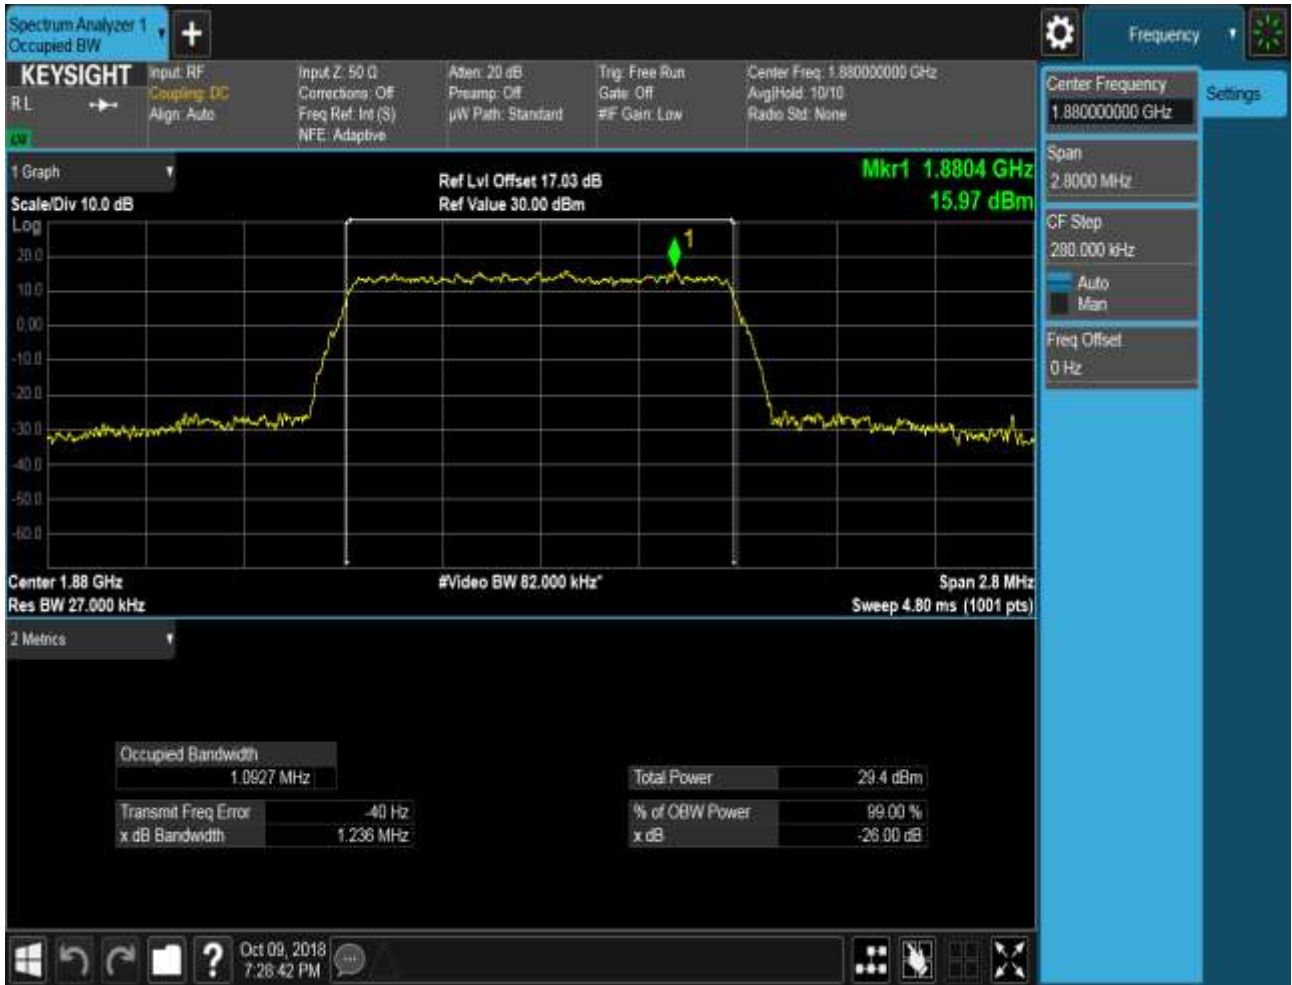 Spectrum Analyzer 1
Occupied BW
Frequency
KEYSIGHT
RL
LW
Input: RF
Coupling: DC
Align: Auto
Input Z: 50 Ω
Corrections: Off
Freq Ref: Int (S)
NFE: Adaptive
Atten: 20 dB
Preamp: Off
µW Path: Standard
Trig: Free Run
Gate: Off
#IF Gain: Low
Center Freq: 1.880000000 GHz
Avg|Hold: 10/10
Radio Std: None
Center Frequency
1.880000000 GHz
Settings
Span
2.8000 MHz
CF Step
280.000 kHz
Auto
Man
Freq Offset
0 Hz
1 Graph
Scale/Div 10.0 dB
Ref Lvl Offset 17.03 dB
Ref Value 30.00 dBm
Mkr1 1.8804 GHz
15.97 dBm
Log
20.0
10.0
0.00
-10.0
-20.0
-30.0
-40.0
-50.0
-60.0
1
Center 1.88 GHz
Res BW 27.000 kHz
#Video BW 82.000 kHz*
Span 2.8 MHz
Sweep 4.80 ms (1001 pts)
2 Metrics
Occupied Bandwidth
1.0927 MHz
Transmit Freq Error -40 Hz
x dB Bandwidth 1.236 MHz
Total Power 29.4 dBm
% of OBW Power 99.00 %
x dB -26.00 dB
?
Oct 09, 2018
7:28:42 PM